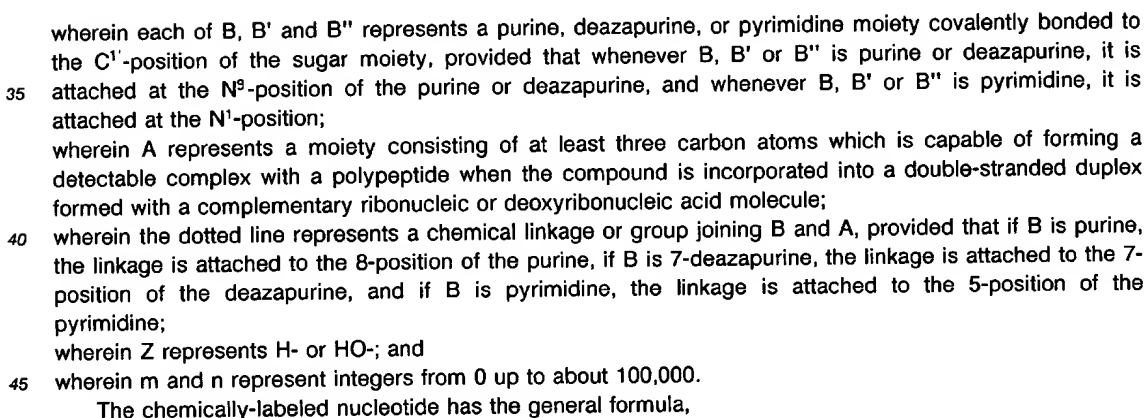 wherein each of B, B' and B" represents a purine, deazapurine, or pyrimidine moiety covalently bonded to
the C¹'-position of the sugar moiety, provided that whenever B, B' or B" is purine or deazapurine, it is
35 attached at the N⁹-position of the purine or deazapurine, and whenever B, B' or B" is pyrimidine, it is
attached at the N¹-position;
wherein A represents a moiety consisting of at least three carbon atoms which is capable of forming a
detectable complex with a polypeptide when the compound is incorporated into a double-stranded duplex
formed with a complementary ribonucleic or deoxyribonucleic acid molecule;
40 wherein the dotted line represents a chemical linkage or group joining B and A, provided that if B is purine,
the linkage is attached to the 8-position of the purine, if B is 7-deazapurine, the linkage is attached to the 7-
position of the deazapurine, and if B is pyrimidine, the linkage is attached to the 5-position of the
pyrimidine;
wherein Z represents H- or HO-; and
45 wherein m and n represent integers from 0 up to about 100,000.
The chemically-labeled nucleotide has the general formula,